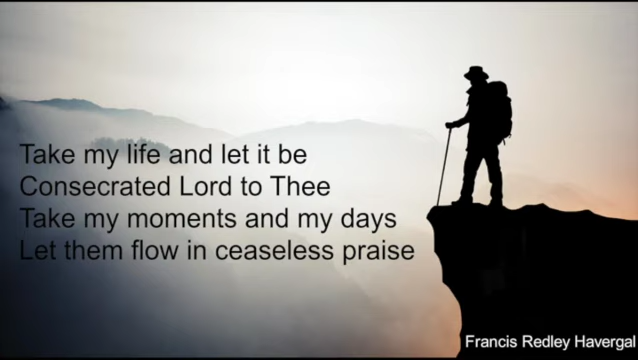 Take my life and let it be
Consecrated Lord to Thee
Take my moments and my days
Let them flow in ceaseless praise
Francis Redley Havergal